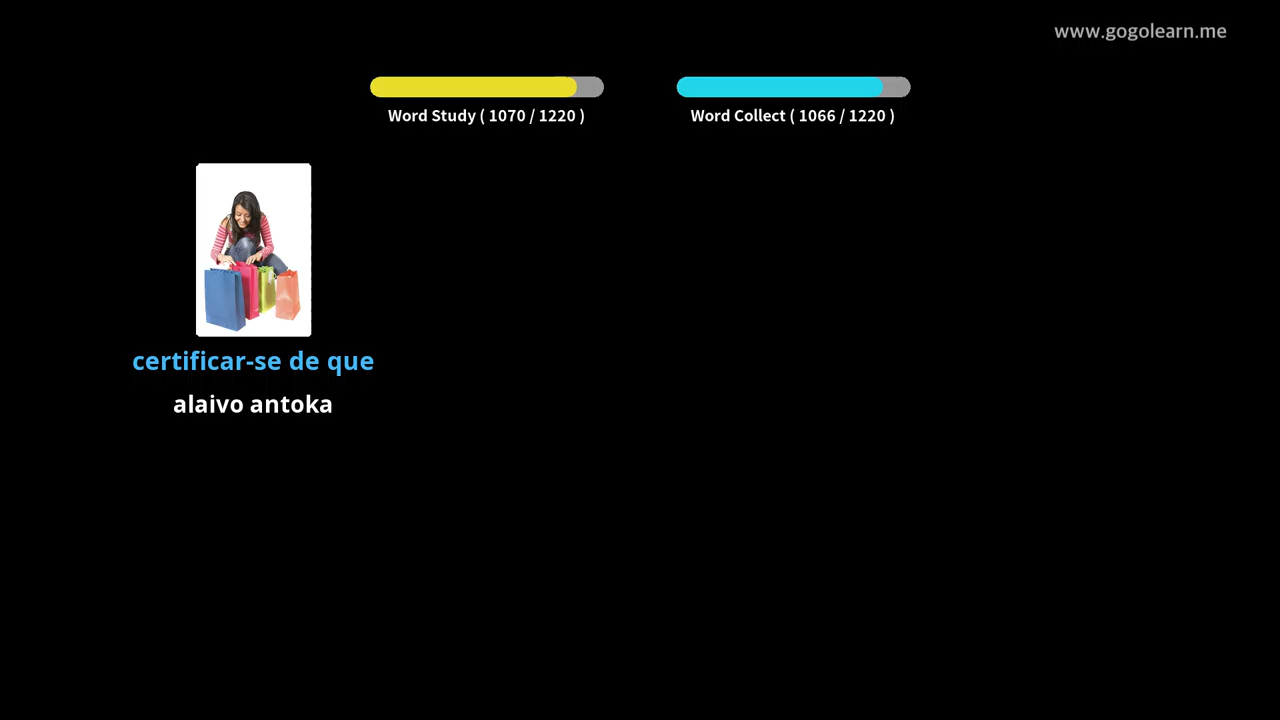 www.gogolearn.me
Word Study ( 1070 / 1220 )
Word Collect ( 1066 / 1220 )
certificar-se de que
alaivo antoka